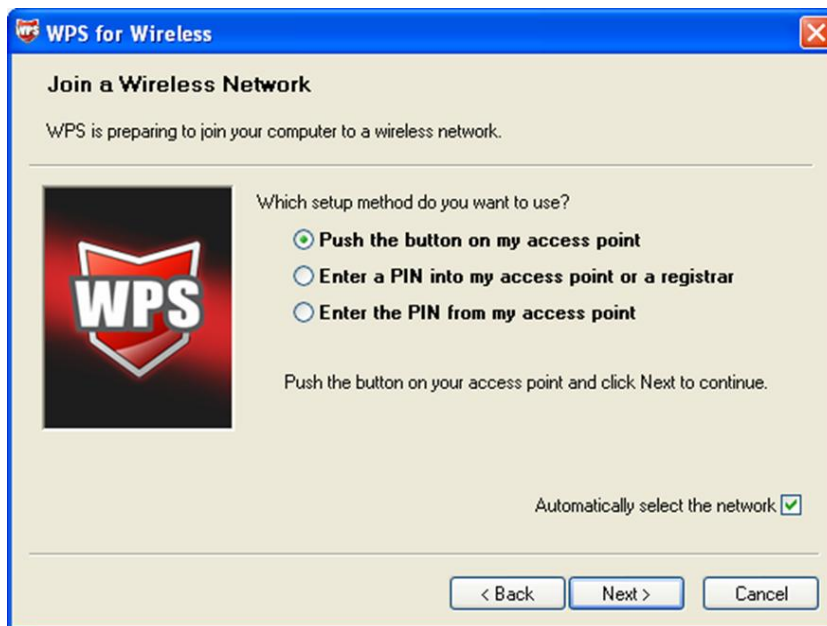 WPS WPS for Wireless
Join a Wireless Network
WPS is preparing to join your computer to a wireless network.
Which setup method do you want to use?
Push the button on my access point
Enter a PIN into my access point or a registrar
Enter the PIN from my access point
WPS
Push the button on your access point and click Next to continue.
Automatically select the network
< Back Next > Cancel